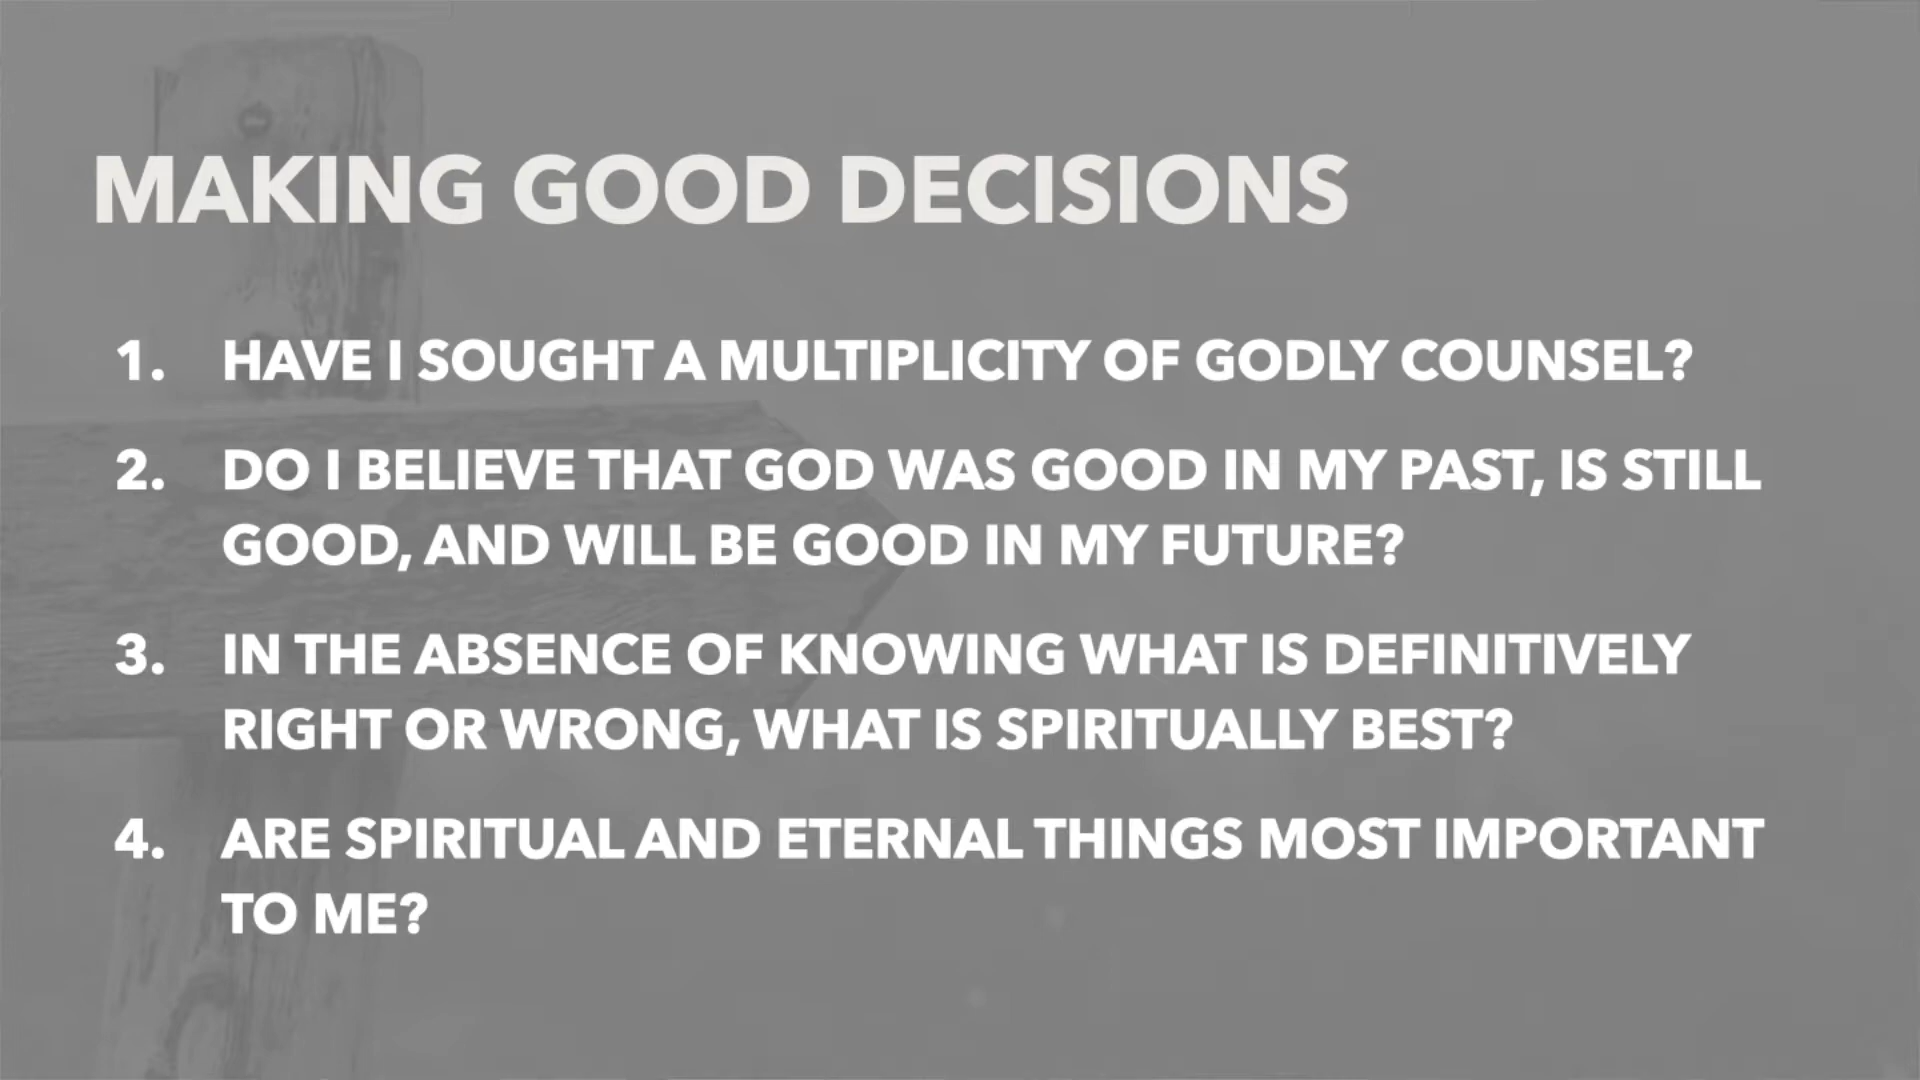 MAKING GOOD DECISIONS
1. HAVE I SOUGHT A MULTIPLICITY OF GODLY COUNSEL?
2. DO I BELIEVE THAT GOD WAS GOOD IN MY PAST, IS STILL
GOOD, AND WILL BE GOOD IN MY FUTURE?
3. IN THE ABSENCE OF KNOWING WHAT IS DEFINITIVELY
RIGHT OR WRONG, WHAT IS SPIRITUALLY BEST?
4. ARE SPIRITUAL AND ETERNAL THINGS MOST IMPORTANT
TO ME?